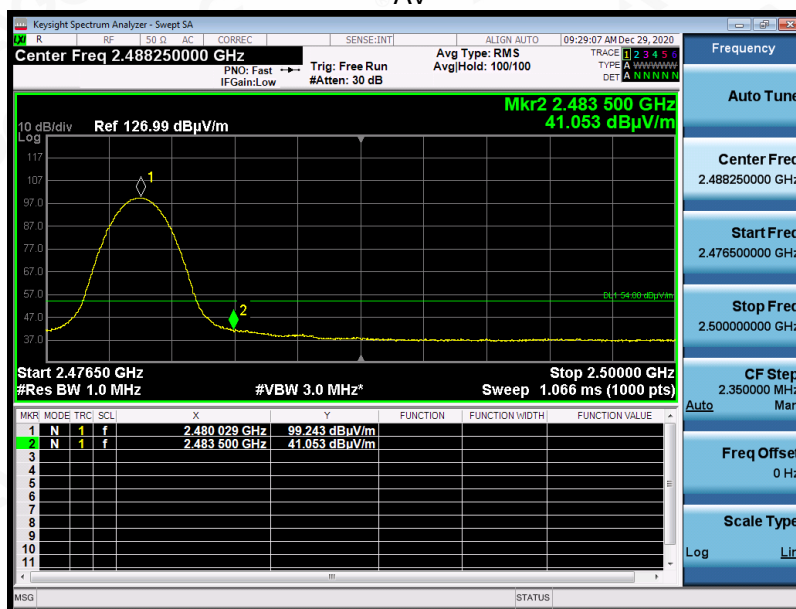 AV
Keysight Spectrum Analyzer - Swept SA
LXI R RF 50 Ω AC CORREC SENSE:INT ALIGN AUTO 09:29:07 AM Dec 29, 2020
Center Freq 2.488250000 GHz
PNO: Fast
IFGain:Low
Trig: Free Run
#Atten: 30 dB
Avg Type: RMS
Avg|Hold: 100/100
TRACE 1 2 3 4 5 6
TYPE A WWWWW
DET A N N N N N
Mkr2 2.483 500 GHz
41.053 dBµV/m
10 dB/div Ref 126.99 dBµV/m
Log
117
107
97.0
87.0
77.0
67.0
57.0
47.0
37.0
1
2
DL1 54.00 dBµV/m
Start 2.47650 GHz Stop 2.50000 GHz
#Res BW 1.0 MHz #VBW 3.0 MHz* Sweep 1.066 ms (1000 pts)
MKR MODE TRC SCL X Y FUNCTION FUNCTION WIDTH FUNCTION VALUE
1 N 1 f 2.480 029 GHz 99.243 dBµV/m
2 N 1 f 2.483 500 GHz 41.053 dBµV/m
3
4
5
6
7
8
9
10
11
MSG STATUS
Frequency
Auto Tune
Center Freq
2.488250000 GHz
Start Freq
2.476500000 GHz
Stop Freq
2.500000000 GHz
CF Step
2.350000 MHz
Auto Man
Freq Offset
0 Hz
Scale Type
Log Lin